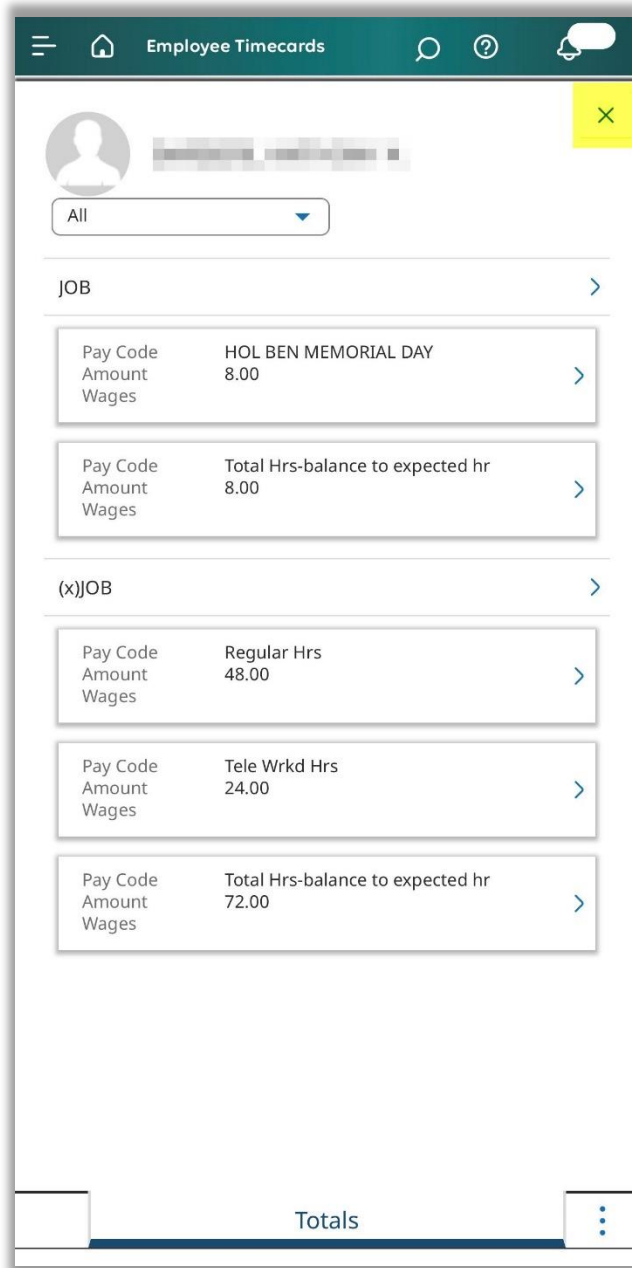 Employee Timecards
All
JOB
Pay Code HOL BEN MEMORIAL DAY
Amount 8.00
Wages
Pay Code Total Hrs-balance to expected hr
Amount 8.00
Wages
(x)JOB
Pay Code Regular Hrs
Amount 48.00
Wages
Pay Code Tele Wrkd Hrs
Amount 24.00
Wages
Pay Code Total Hrs-balance to expected hr
Amount 72.00
Wages
Totals